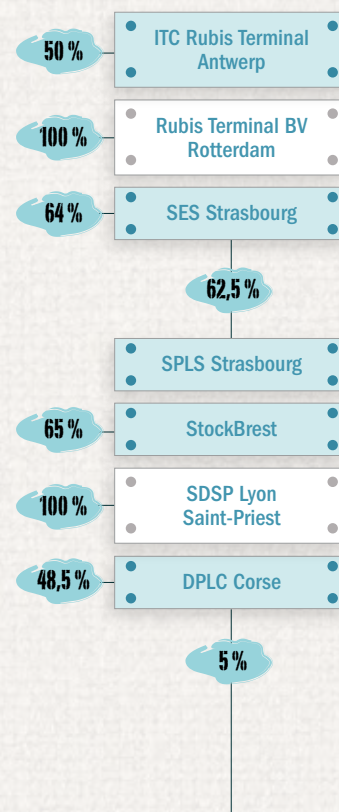 50 %
ITC Rubis Terminal
Antwerp
100 %
Rubis Terminal BV
Rotterdam
64 %
SES Strasbourg
62,5 %
SPLS Strasbourg
65 %
StockBrest
100 %
SDSP Lyon
Saint-Priest
48,5 %
DPLC Corse
5 %